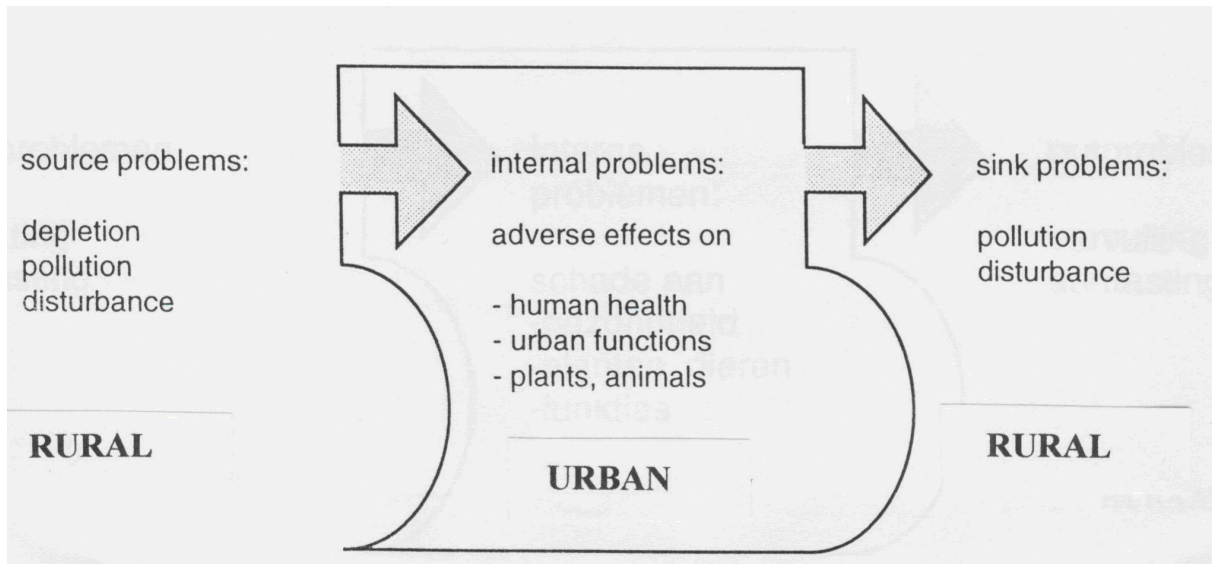 source problems:
depletion
pollution
disturbance
RURAL
internal problems:
adverse effects on
- human health
- urban functions
- plants, animals
URBAN
sink problems:
pollution
disturbance
RURAL